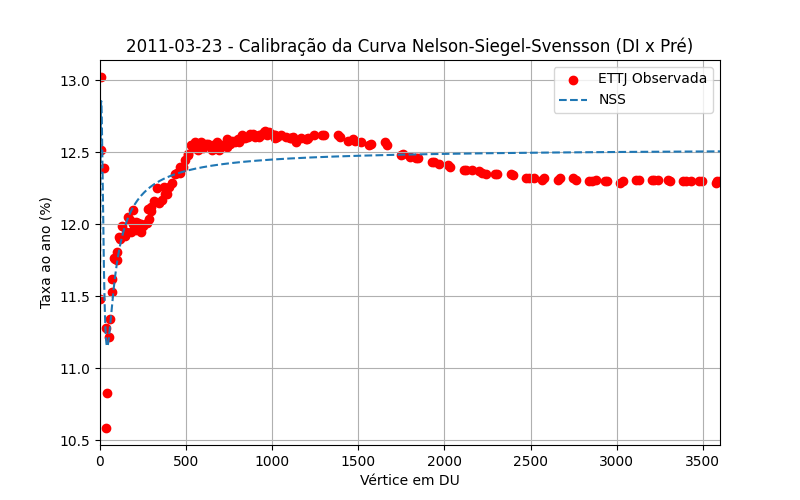 2011-03-23 - Calibração da Curva Nelson-Siegel-Svensson (DI x Pré)
ETTJ Observada
NSS
Taxa ao ano (%)
13.0
12.5
12.0
11.5
11.0
10.5
0 500 1000 1500 2000 2500 3000 3500
Vértice em DU